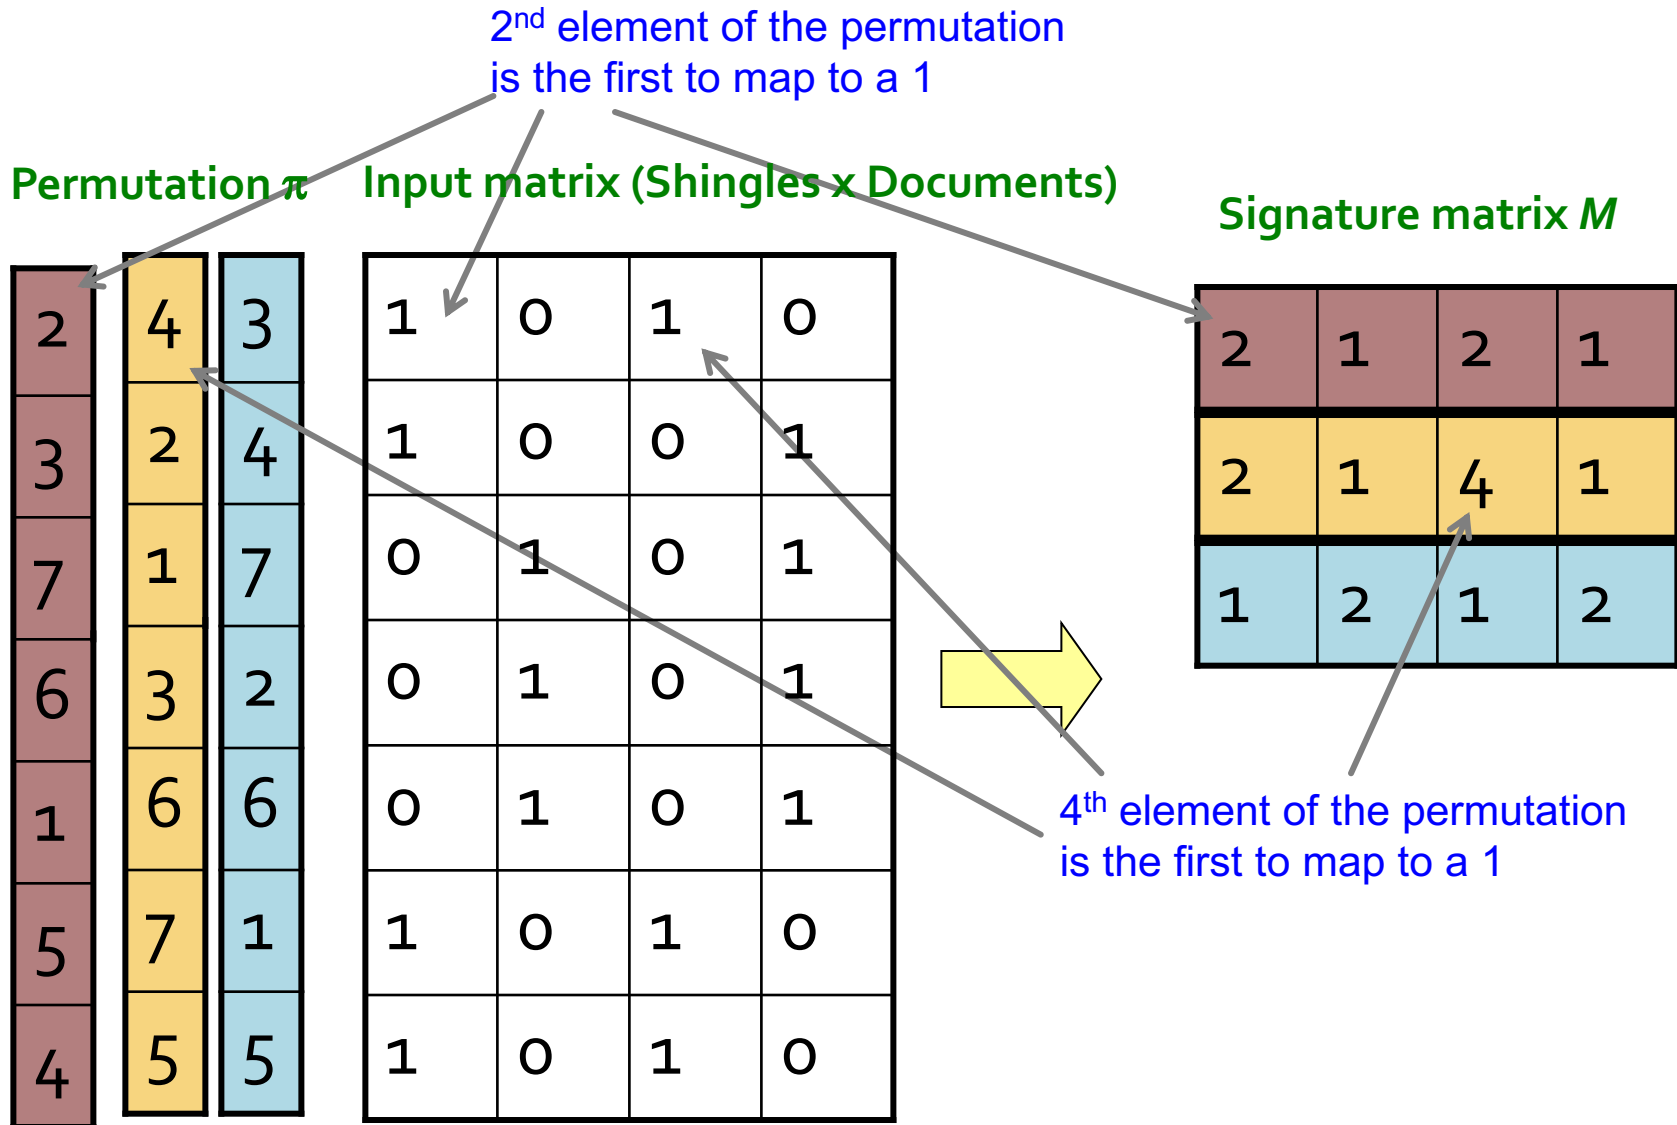 2nd element of the permutation
is the first to map to a 1
Permutation π
Input matrix (Shingles x Documents)
Signature matrix M
2 4 3 1 0 1 0
3 2 4 1 0 0 1
7 1 7 0 1 0 1
6 3 2 0 1 0 1
1 6 6 0 1 0 1
5 7 1 1 0 1 0
4 5 5 1 0 1 0
2 1 2 1
2 1 4 1
1 2 1 2
4th element of the permutation
is the first to map to a 1